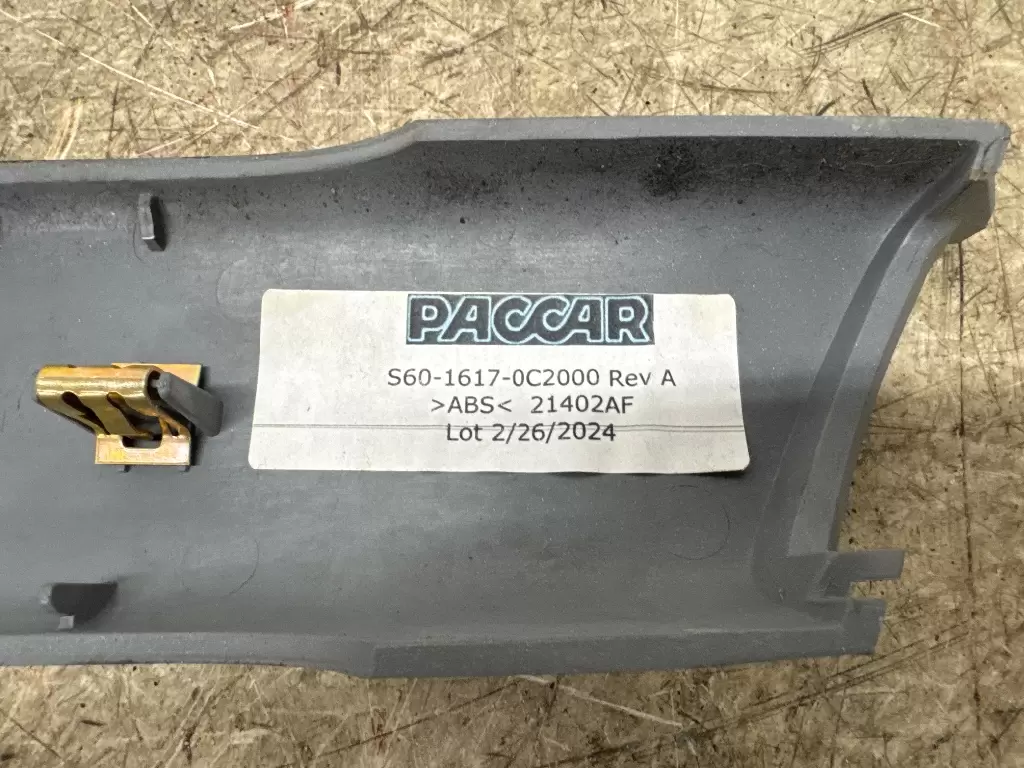 PACCAR
S60-1617-0C2000 Rev A
>ABS< 21402AF
Lot 2/26/2024